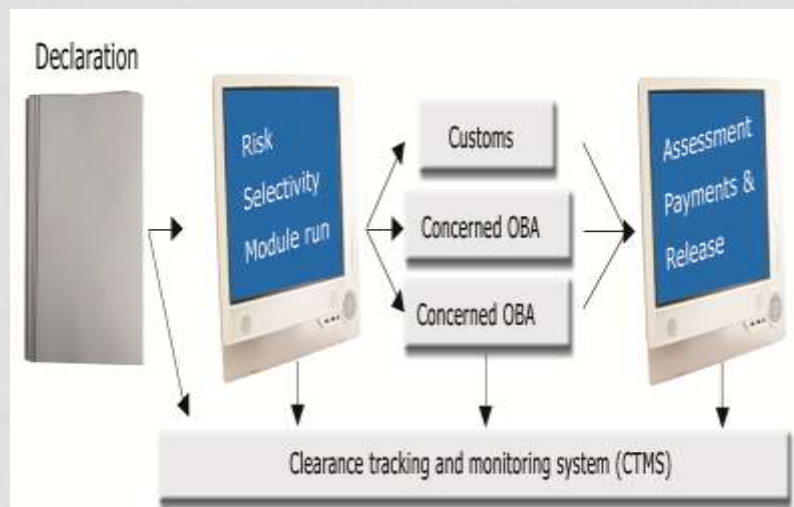 Declaration
Risk
Selectivity
Module run
Customs
Concerned OBA
Concerned OBA
Assessment
Payments &
Release
Clearance tracking and monitoring system (CTMS)